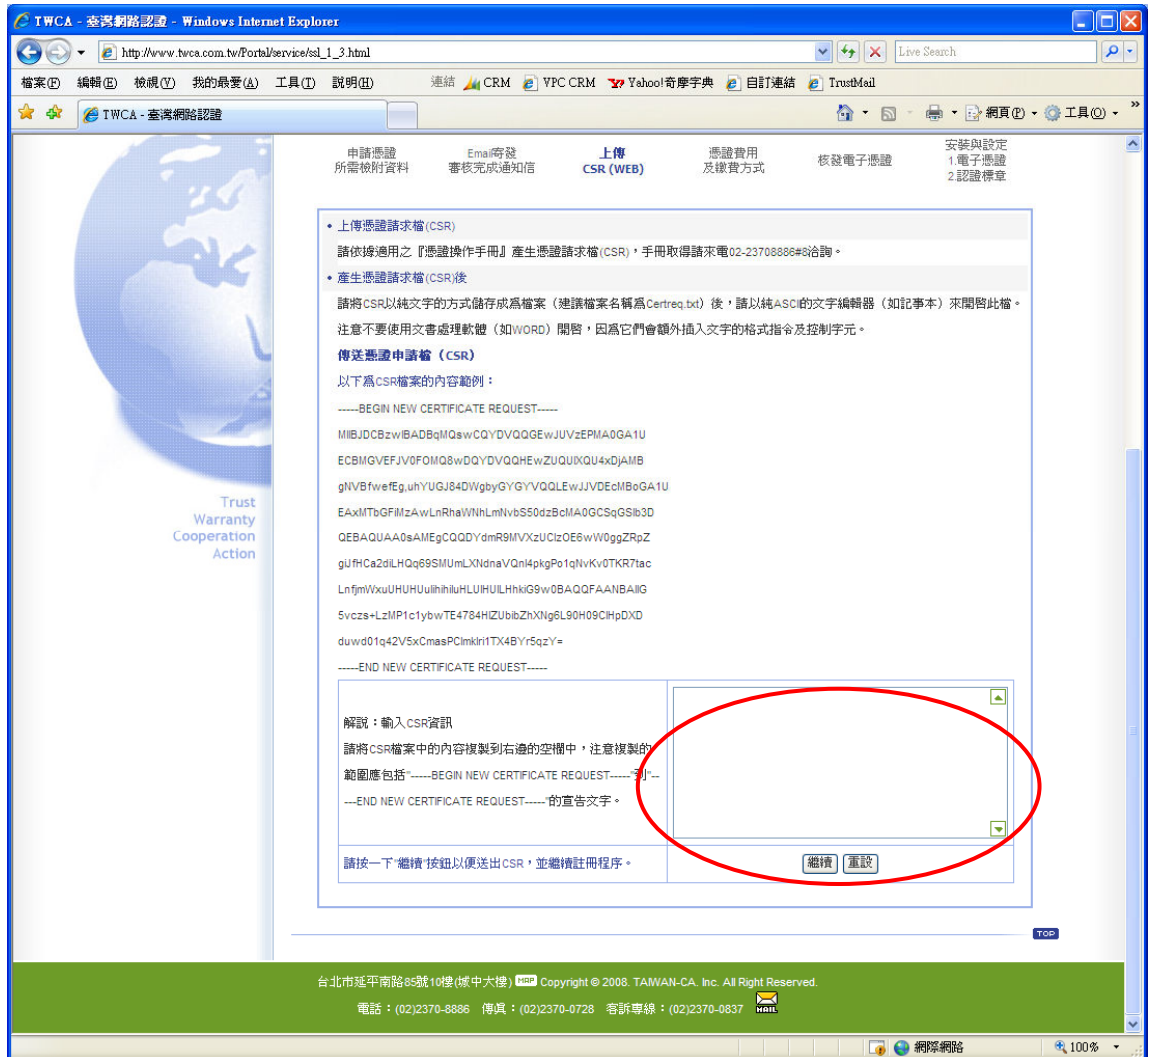 TWCA - 臺灣網路認證 - Windows Internet Explorer
http://www.twca.com.tw/Portal/service/ssl_1_3.html
Live Search
檔案(F) 編輯(E) 檢視(V) 我的最愛(A) 工具(T) 說明(H) 連結 CRM VPC CRM Yahoo!奇摩字典 自訂連結 TrustMail
TWCA - 臺灣網路認證
網頁(P) 工具(O) »
申請憑證
所需檢附資料
Email寄發
審核完成通知信
上傳
CSR (WEB)
憑證費用
及繳費方式
核發電子憑證
安裝與設定
1.電子憑證
2.認證標章
• 上傳憑證請求檔(CSR)
請依據適用之『憑證操作手冊』產生憑證請求檔(CSR)，手冊取得請來電02-23708886#8洽詢。
• 產生憑證請求檔(CSR)後
請將CSR以純文字的方式儲存成為檔案（建議檔案名稱為Certreq.txt）後，請以純ASCII的文字編輯器（如記事本）來開啓此檔。
注意不要使用文書處理軟體（如WORD）開啓，因為它們會額外插入文字的格式指令及控制字元。
傳送憑證申請檔（CSR）
以下為CSR檔案的內容範例：
-----BEGIN NEW CERTIFICATE REQUEST-----
MIIBJDCBzwIBADBqMQswCQYDVQQGEwJUVzEPMA0GA1U
ECBMGVEFJV0FOMQ8wDQYDVQQHEwZUQUlXQU4xDjAMB
gNVBfwefEg,uhYUGJ84DWgbyGYGYVQQLEwJJVDEcMBoGA1U
EAxMTbGFiMzAwLnRhaWNhLmNvbS50dzBcMA0GCSqGSIb3D
QEBAQUAA0sAMEgCQQDYdmR9MVXzUClzOE6wW0ggZRpZ
giJfHCa2diLHQq69SMUmLXNdnaVQnI4pkgPo1qNvKv0TKR7tac
LnfjmWxuUHUHUuIihihiluHLUIHUILHhkiG9w0BAQQFAANBAIlG
5vczs+LzMP1c1ybwTE4784HIZUbibZhXNg6L90H09ClHpDXD
duwd01q42V5xCmasPClmkIri1TX4BYr5qzY=
-----END NEW CERTIFICATE REQUEST-----
解說：輸入CSR資訊
請將CSR檔案中的內容複製到右邊的空欄中，注意複製的
範圍應包括"-----BEGIN NEW CERTIFICATE REQUEST-----"到"--
---END NEW CERTIFICATE REQUEST-----"的宣告文字。
請按一下"繼續"按鈕以便送出CSR，並繼續註冊程序。
繼續 重設
Trust
Warranty
Cooperation
Action
TOP
台北市延平南路85號10樓(城中大樓) MAP Copyright © 2008. TAIWAN-CA. Inc. All Right Reserved.
電話：(02)2370-8886 傳真：(02)2370-0728 客訴專線：(02)2370-0837 MAIL
網際網路
100%